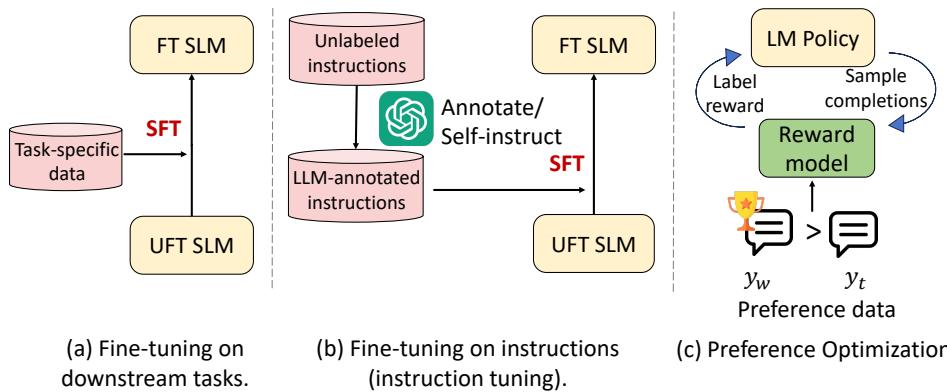 FT SLM
SFT
Task-specific
data
UFT SLM
(a) Fine-tuning on
downstream tasks.
Unlabeled
instructions
FT SLM
Annotate/
Self-instruct
SFT
LLM-annotated
instructions
UFT SLM
(b) Fine-tuning on instructions
(instruction tuning).
LM Policy
Label
reward
Sample
completions
Reward
model
>
y_w
y_t
Preference data
(c) Preference Optimization